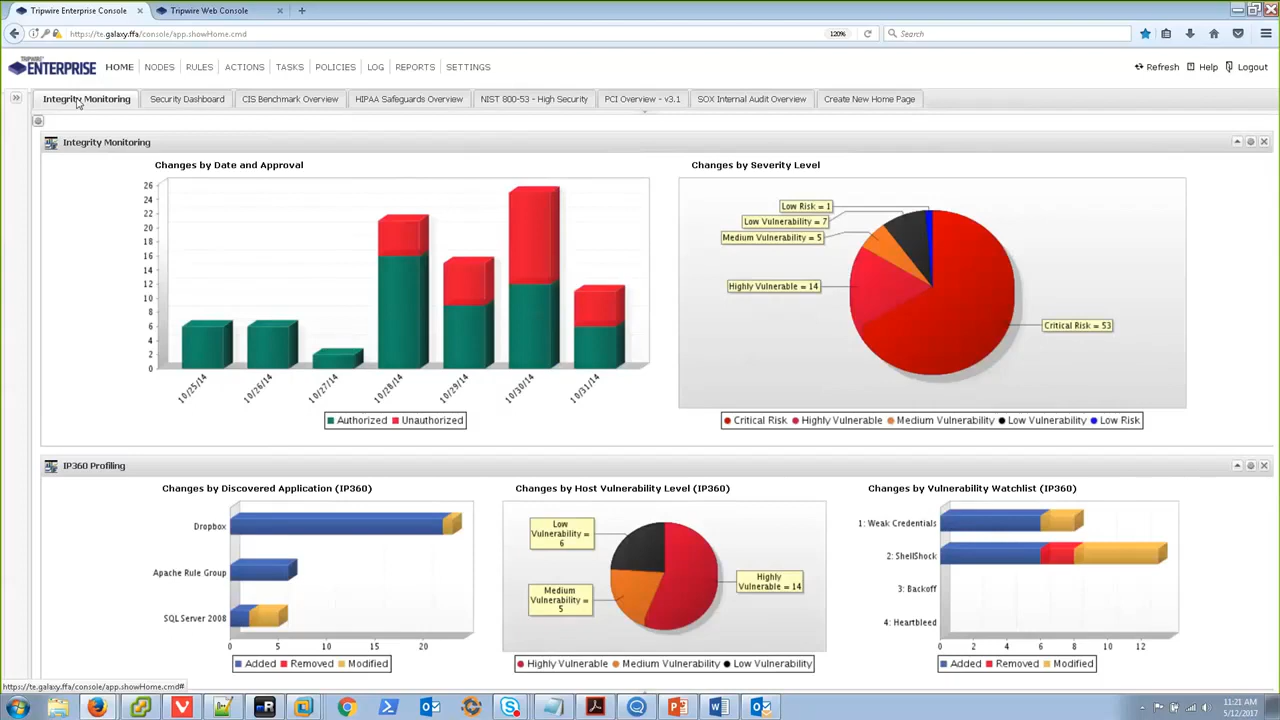 Tripwire Enterprise Console
Tripwire Web Console
https://te.galaxy.ffa/console/app.showHome.cmd
120%
Search
TRIPWIRE
ENTERPRISE
HOME NODES RULES ACTIONS TASKS POLICIES LOG REPORTS SETTINGS
Refresh Help Logout
Integrity Monitoring Security Dashboard CIS Benchmark Overview HIPAA Safeguards Overview NIST 800-53 - High Security PCI Overview - v3.1 SOX Internal Audit Overview Create New Home Page
Integrity Monitoring
Changes by Date and Approval
26
24
22
20
18
16
14
12
10
8
6
4
2
0
10/25/14 10/26/14 10/27/14 10/28/14 10/29/14 10/30/14 10/31/14
Authorized Unauthorized
Changes by Severity Level
Low Risk = 1
Low Vulnerability = 7
Medium Vulnerability = 5
Highly Vulnerable = 14
Critical Risk = 53
Critical Risk Highly Vulnerable Medium Vulnerability Low Vulnerability Low Risk
IP360 Profiling
Changes by Discovered Application (IP360)
Dropbox
Apache Rule Group
SQL Server 2008
0 5 10 15 20
Added Removed Modified
Changes by Host Vulnerability Level (IP360)
Low
Vulnerability =
6
Medium
Vulnerability =
5
Highly
Vulnerable = 14
Highly Vulnerable Medium Vulnerability Low Vulnerability
Changes by Vulnerability Watchlist (IP360)
1: Weak Credentials
2: ShellShock
3: Backoff
4: Heartbleed
0 2 4 6 8 10 12
Added Removed Modified
https://te.galaxy.ffa/console/app.showHome.cmd#
11:21 AM
5/12/2017